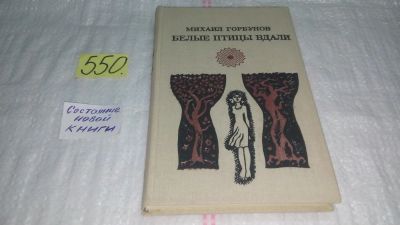 550.
Состояние
новой
книги
МИХАИЛ ГОРБУНОВ
БЕЛЫЕ ПТИЦЫ ВДАЛИ